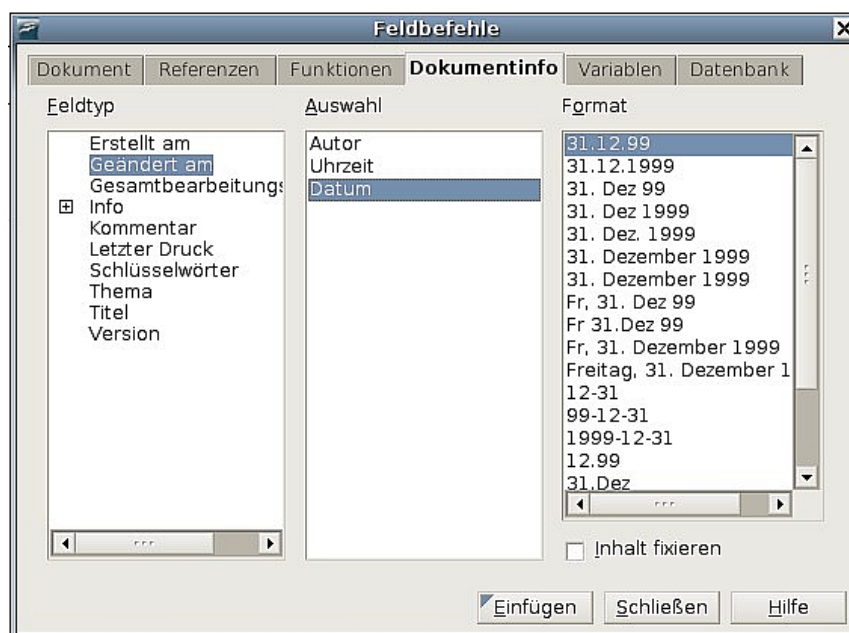 Feldbefehle
Dokument Referenzen Funktionen Dokumentinfo Variablen Datenbank
Feldtyp
Erstellt am
Geändert am
Gesamtbearbeitungs
Info
Kommentar
Letzter Druck
Schlüsselwörter
Thema
Titel
Version
Auswahl
Autor
Uhrzeit
Datum
Format
31.12.99
31.12.1999
31. Dez 99
31. Dez 1999
31. Dez. 1999
31. Dezember 1999
31. Dezember 1999
Fr, 31. Dez 99
Fr 31.Dez 99
Fr, 31. Dezember 1999
Freitag, 31. Dezember 1
12-31
99-12-31
1999-12-31
12.99
31.Dez
Inhalt fixieren
Einfügen Schließen Hilfe